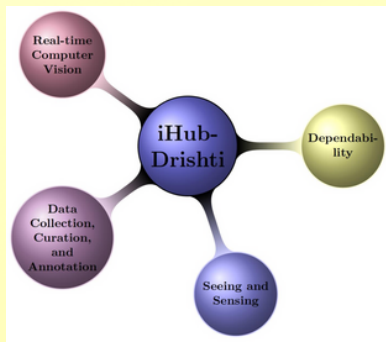 Real-time
Computer
Vision
iHub-
Drishti
Dependabi-
lity
Data
Collection,
Curation,
and
Annotation
Seeing and
Sensing